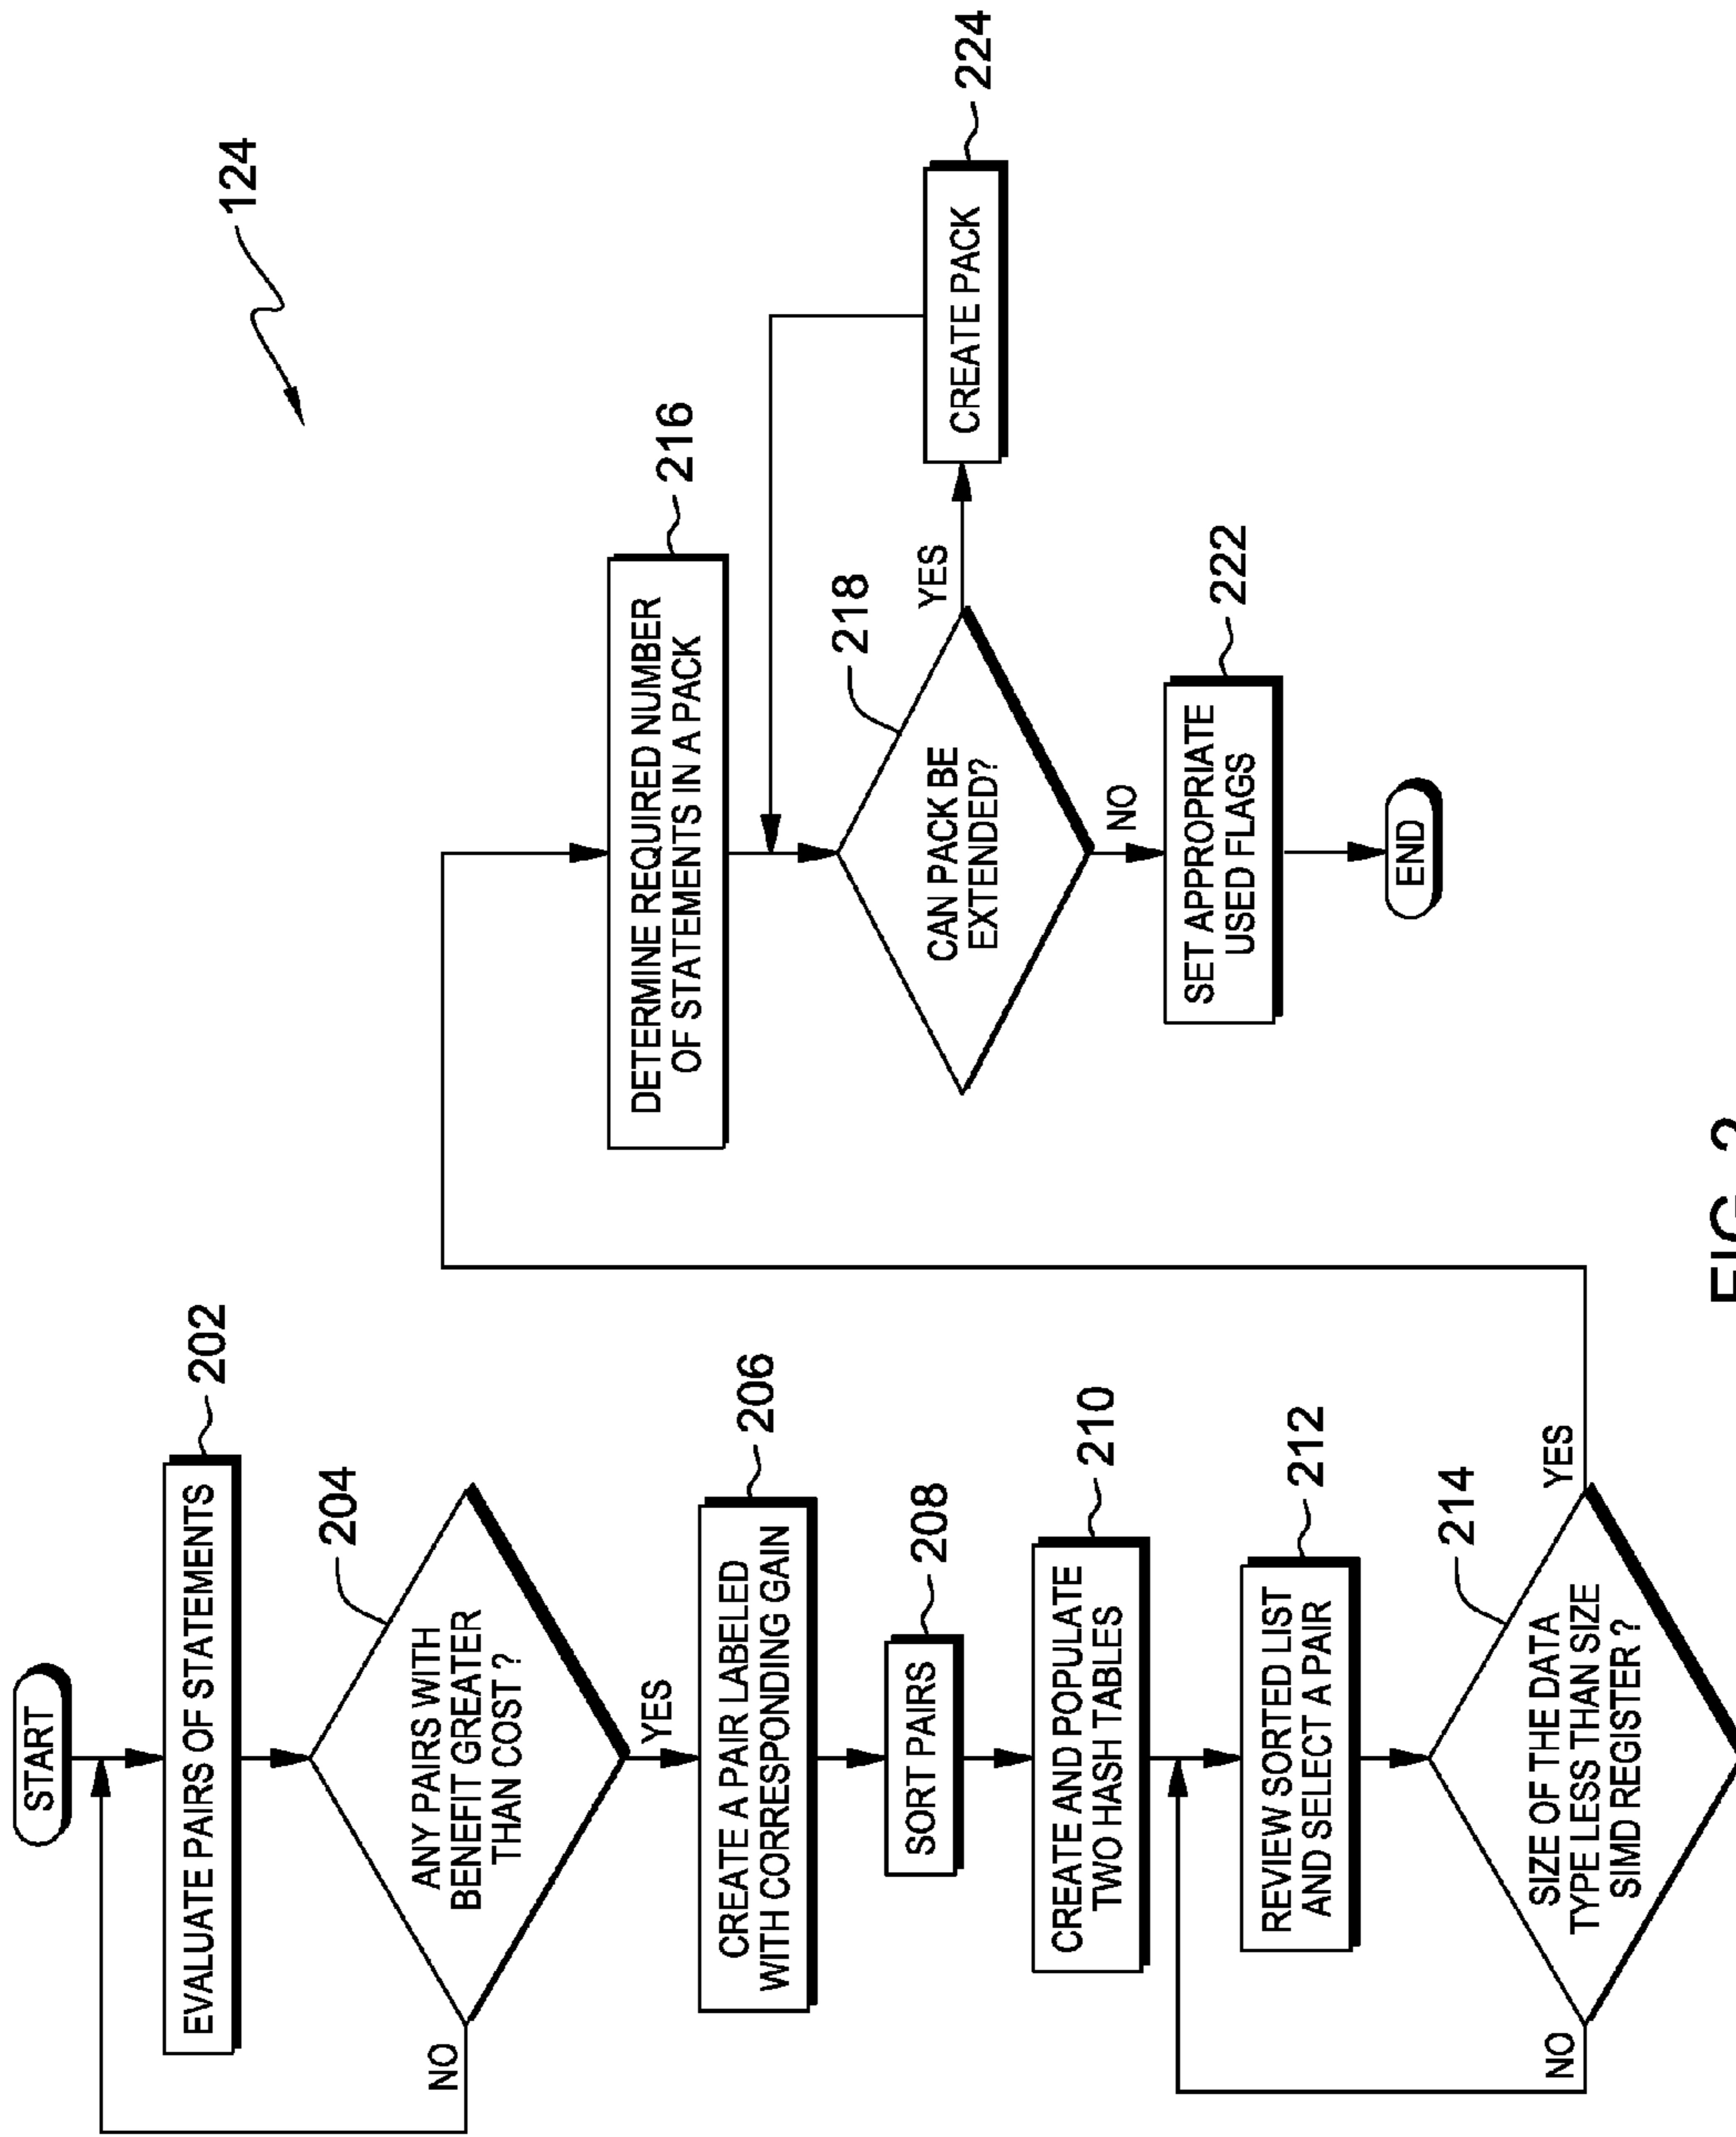 124
START
EVALUATE PAIRS OF STATEMENTS
202
ANY PAIRS WITH
BENEFIT GREATER
THAN COST ?
204
NO
YES
CREATE A PAIR LABELED
WITH CORRESPONDING GAIN
206
SORT PAIRS
208
CREATE AND POPULATE
TWO HASH TABLES
210
REVIEW SORTED LIST
AND SELECT A PAIR
212
SIZE OF THE DATA
TYPE LESS THAN SIZE
SIMD REGISTER ?
214
NO
YES
DETERMINE REQUIRED NUMBER
OF STATEMENTS IN A PACK
216
CAN PACK BE
EXTENDED?
218
YES
CREATE PACK
224
NO
SET APPROPRIATE
USED FLAGS
222
END